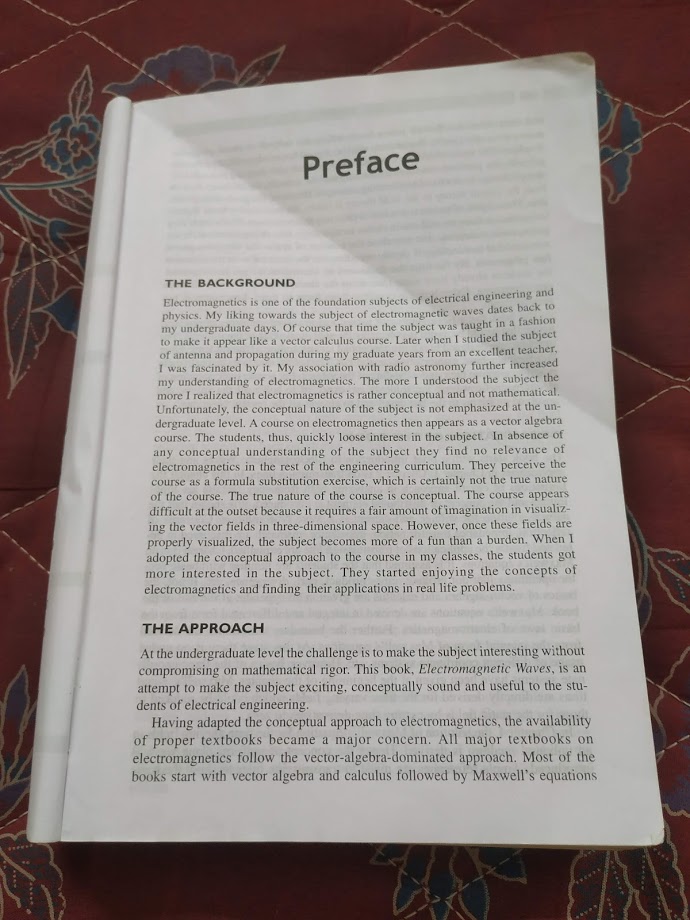 Preface
THE BACKGROUND
Electromagnetics is one of the foundation subjects of electrical engineering and
physics. My liking towards the subject of electromagnetic waves dates back to
my undergraduate days. Of course that time the subject was taught in a fashion
to make it appear like a vector calculus course. Later when I studied the subject
of antenna and propagation during my graduate years from an excellent teacher,
I was fascinated by it. My association with radio astronomy further increased
my understanding of electromagnetics. The more I understood the subject the
more I realized that electromagnetics is rather conceptual and not mathematical.
Unfortunately, the conceptual nature of the subject is not emphasized at the un-
dergraduate level. A course on electromagnetics then appears as a vector algebra
course. The students, thus, quickly loose interest in the subject. In absence of
any conceptual understanding of the subject they find no relevance of
electromagnetics in the rest of the engineering curriculum. They perceive the
course as a formula substitution exercise, which is certainly not the true nature
of the course. The true nature of the course is conceptual. The course appears
difficult at the outset because it requires a fair amount of imagination in visualiz-
ing the vector fields in three-dimensional space. However, once these fields are
properly visualized, the subject becomes more of a fun than a burden. When I
adopted the conceptual approach to the course in my classes, the students got
more interested in the subject. They started enjoying the concepts of
electromagnetics and finding their applications in real life problems.
THE APPROACH
At the undergraduate level the challenge is to make the subject interesting without
compromising on mathematical rigor. This book, Electromagnetic Waves, is an
attempt to make the subject exciting, conceptually sound and useful to the stu-
dents of electrical engineering.
Having adapted the conceptual approach to electromagnetics, the availability
of proper textbooks became a major concern. All major textbooks on
electromagnetics follow the vector-algebra-dominated approach. Most of the
books start with vector algebra and calculus followed by Maxwell's equations